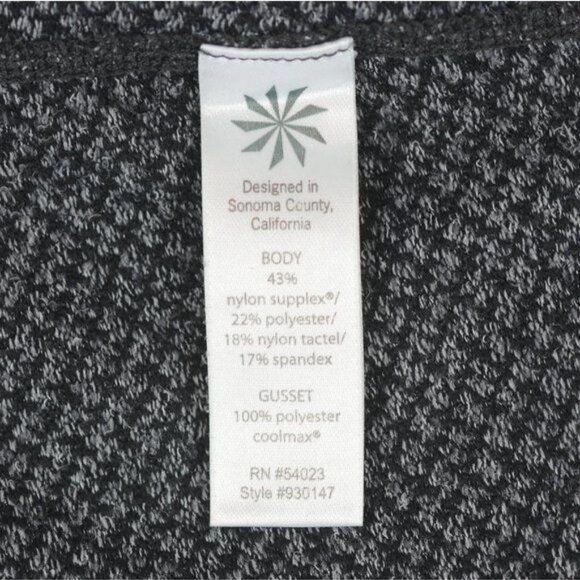 Designed in
Sonoma County,
California
BODY
43%
nylon supplex®/
22% polyester/
18% nylon tactel/
17% spandex
GUSSET
100% polyester
coolmax®
RN #54023
Style #930147